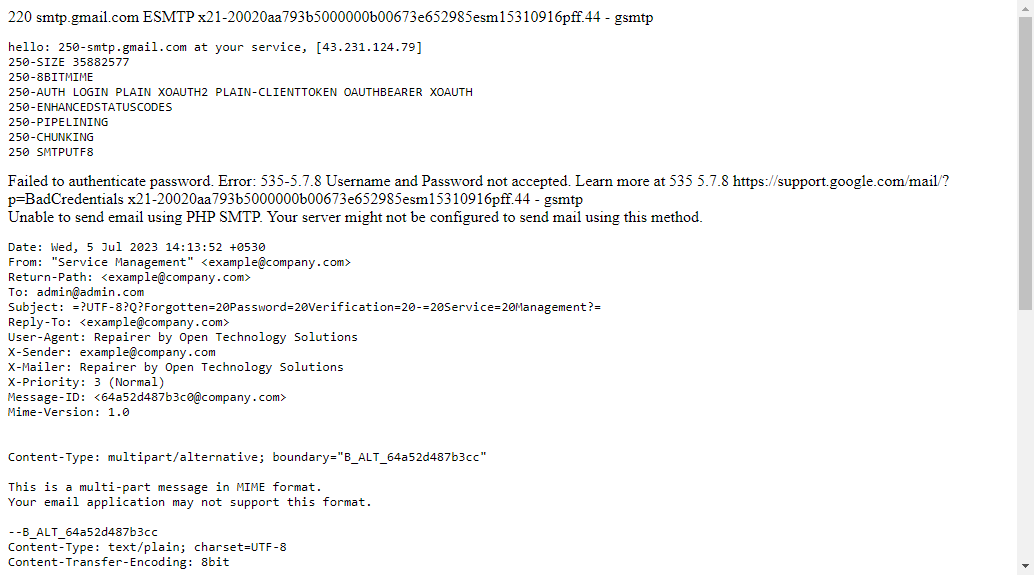 220 smtp.gmail.com ESMTP x21-20020aa793b5000000b00673e652985esm15310916pff.44 - gsmtp
hello: 250-smtp.gmail.com at your service, [43.231.124.79]
250-SIZE 35882577
250-8BITMIME
250-AUTH LOGIN PLAIN XOAUTH2 PLAIN-CLIENTTOKEN OAUTHBEARER XOAUTH
250-ENHANCEDSTATUSCODES
250-PIPELINING
250-CHUNKING
250 SMTPUTF8
Failed to authenticate password. Error: 535-5.7.8 Username and Password not accepted. Learn more at 535 5.7.8 https://support.google.com/mail/?
p=BadCredentials x21-20020aa793b5000000b00673e652985esm15310916pff.44 - gsmtp
Unable to send email using PHP SMTP. Your server might not be configured to send mail using this method.
Date: Wed, 5 Jul 2023 14:13:52 +0530
From: "Service Management" <example@company.com>
Return-Path: <example@company.com>
To: admin@admin.com
Subject: =?UTF-8?Q?Forgotten=20Password=20Verification=20-=20Service=20Management?=
Reply-To: <example@company.com>
User-Agent: Repairer by Open Technology Solutions
X-Sender: example@company.com
X-Mailer: Repairer by Open Technology Solutions
X-Priority: 3 (Normal)
Message-ID: <64a52d487b3c0@company.com>
Mime-Version: 1.0
Content-Type: multipart/alternative; boundary="B_ALT_64a52d487b3cc"
This is a multi-part message in MIME format.
Your email application may not support this format.
--B_ALT_64a52d487b3cc
Content-Type: text/plain; charset=UTF-8
Content-Transfer-Encoding: 8bit